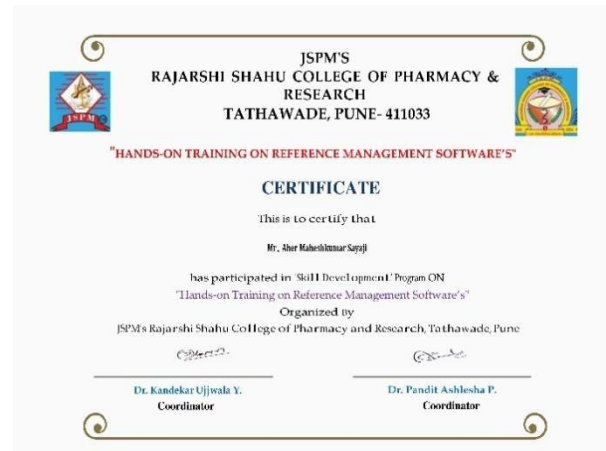 JSPM'S
RAJARSHI SHAHU COLLEGE OF PHARMACY &
RESEARCH
TATHAWADE, PUNE- 411033
JSPM
"HANDS-ON TRAINING ON REFERENCE MANAGEMENT SOFTWARE'S"
CERTIFICATE
This is to certify that
Mr., Aher Maheshkumar Sayaji
has participated in 'Skill Development' Program ON
"Hands-on Training on Reference Management Software's"
Organized By
JSPM's Rajarshi Shahu College of Pharmacy and Research, Tathawade, Pune
Dr. Kandekar Ujjwala Y.
Coordinator
Dr. Pandit Ashlesha P.
Coordinator